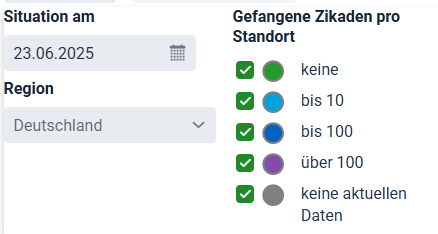 Situation am
23.06.2025
Region
Deutschland
Gefangene Zikaden pro
Standort
keine
bis 10
bis 100
über 100
keine aktuellen
Daten